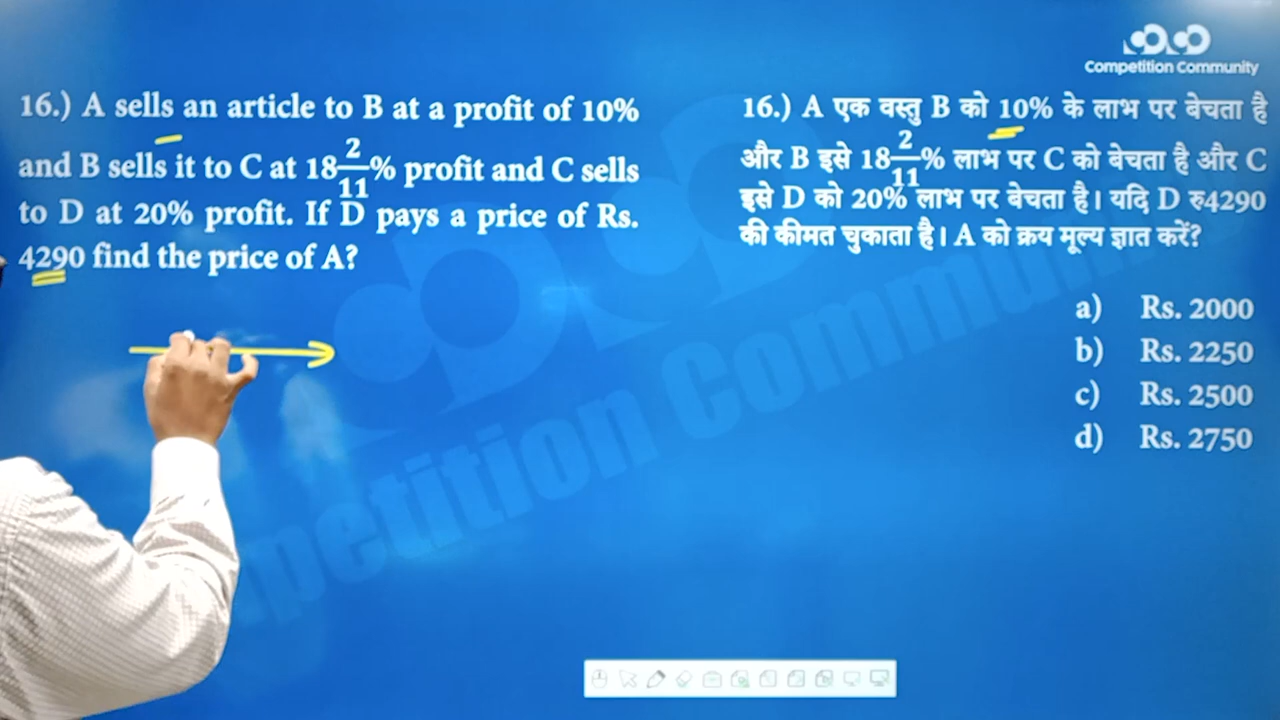 Competition Community
16.) A sells an article to B at a profit of 10%
and B sells it to C at 18 2/11% profit and C sells
to D at 20% profit. If D pays a price of Rs.
4290 find the price of A?
16.) A एक वस्तु B को 10% के लाभ पर बेचता है
और B इसे 18 2/11% लाभ पर C को बेचता है और C
इसे D को 20% लाभ पर बेचता है। यदि D रु4290
की कीमत चुकाता है। A को क्रय मूल्य ज्ञात करें?
a) Rs. 2000
b) Rs. 2250
c) Rs. 2500
d) Rs. 2750
petition Community